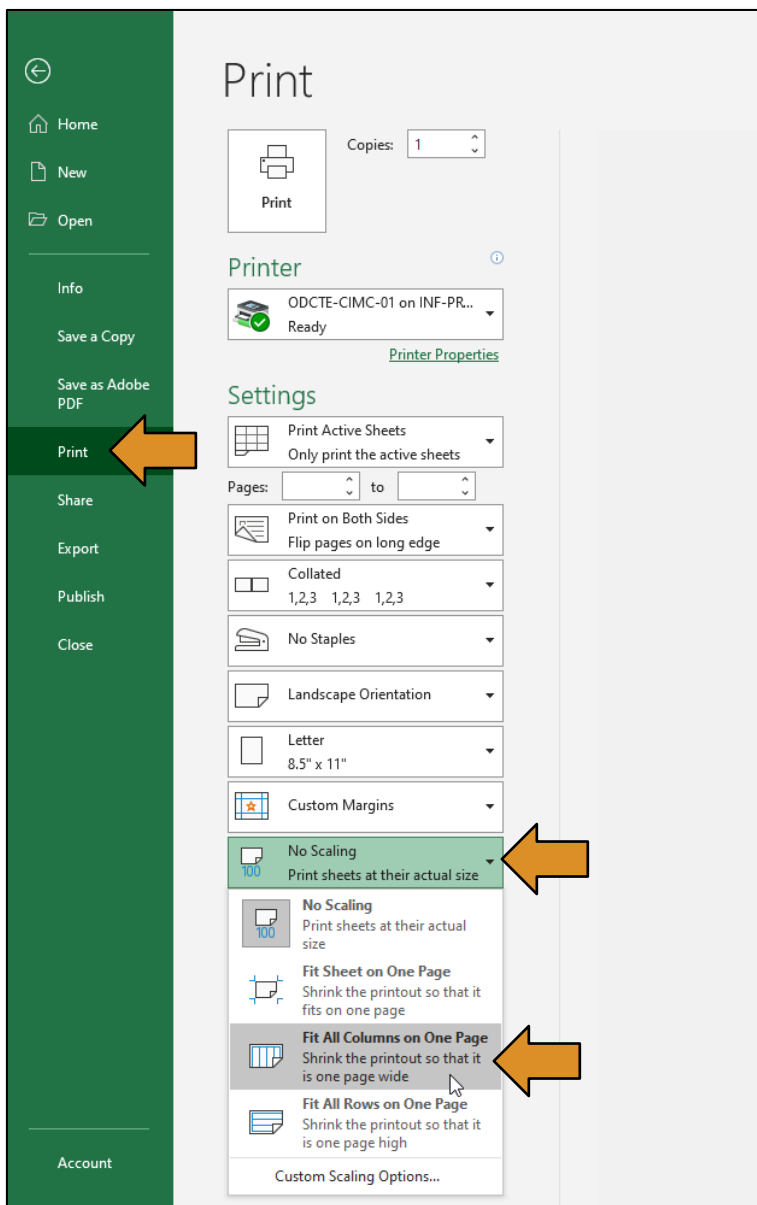 Print
Home
New
Open
Info
Save a Copy
Save as Adobe
PDF
Print
Share
Export
Publish
Close
Account
Copies: 1
Print
Printer
ODCTE-CIMC-01 on INF-PR...
Ready
Printer Properties
Settings
Print Active Sheets
Only print the active sheets
Pages: to
Print on Both Sides
Flip pages on long edge
Collated
1,2,3 1,2,3 1,2,3
No Staples
Landscape Orientation
Letter
8.5" x 11"
Custom Margins
100
No Scaling
Print sheets at their actual size
100
No Scaling
Print sheets at their actual
size
Fit Sheet on One Page
Shrink the printout so that it
fits on one page
Fit All Columns on One Page
Shrink the printout so that it
is one page wide
Fit All Rows on One Page
Shrink the printout so that it
is one page high
Custom Scaling Options...